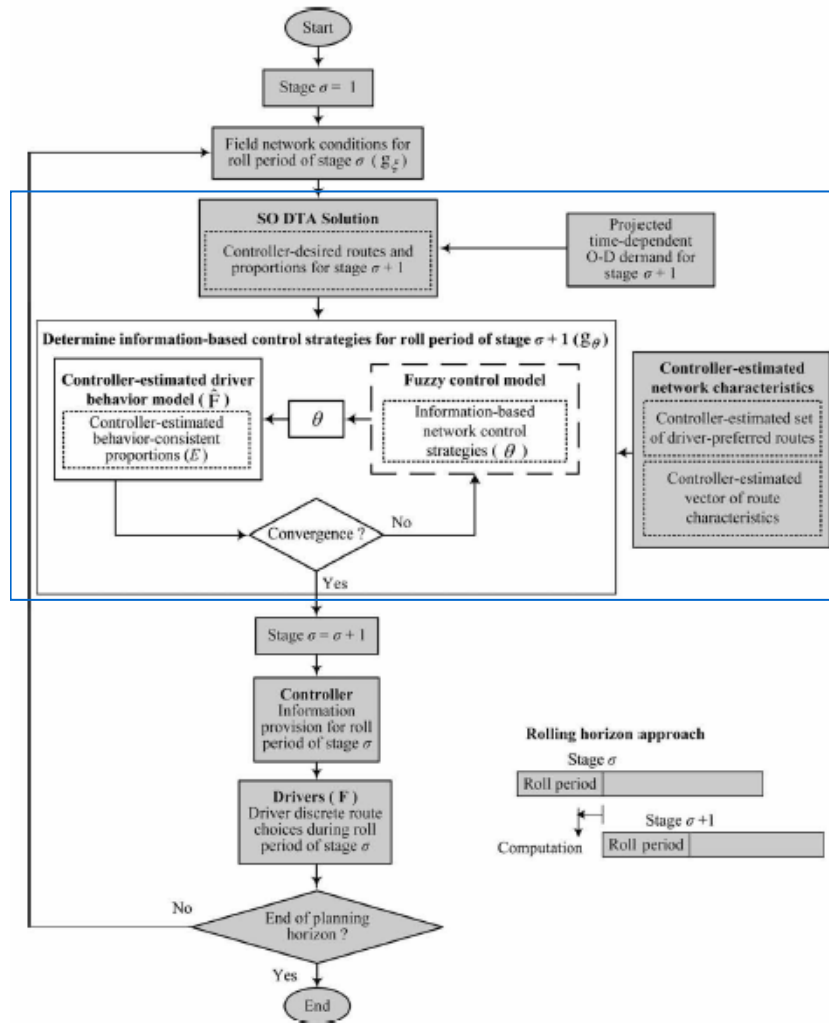 Start
Stage σ = 1
Field network conditions for
roll period of stage σ (g_ξ)
SO DTA Solution
Controller-desired routes and
proportions for stage σ + 1
Projected
time-dependent
O-D demand for
stage σ + 1
Determine information-based control strategies for roll period of stage σ + 1 (g_θ)
Controller-estimated driver
behavior model ( F̂ )
Controller-estimated
behavior-consistent
proportions (E)
θ
Fuzzy control model
Information-based
network control
strategies ( θ )
Controller-estimated
network characteristics
Controller-estimated set
of driver-preferred routes
Controller-estimated
vector of route
characteristics
Convergence ?
No
Yes
Stage σ = σ + 1
Controller
Information
provision for roll
period of stage σ
Drivers ( F )
Driver discrete route
choices during roll
period of stage σ
Rolling horizon approach
Stage σ
Roll period
Stage σ +1
Computation
Roll period
No
End of planning
horizon ?
Yes
End